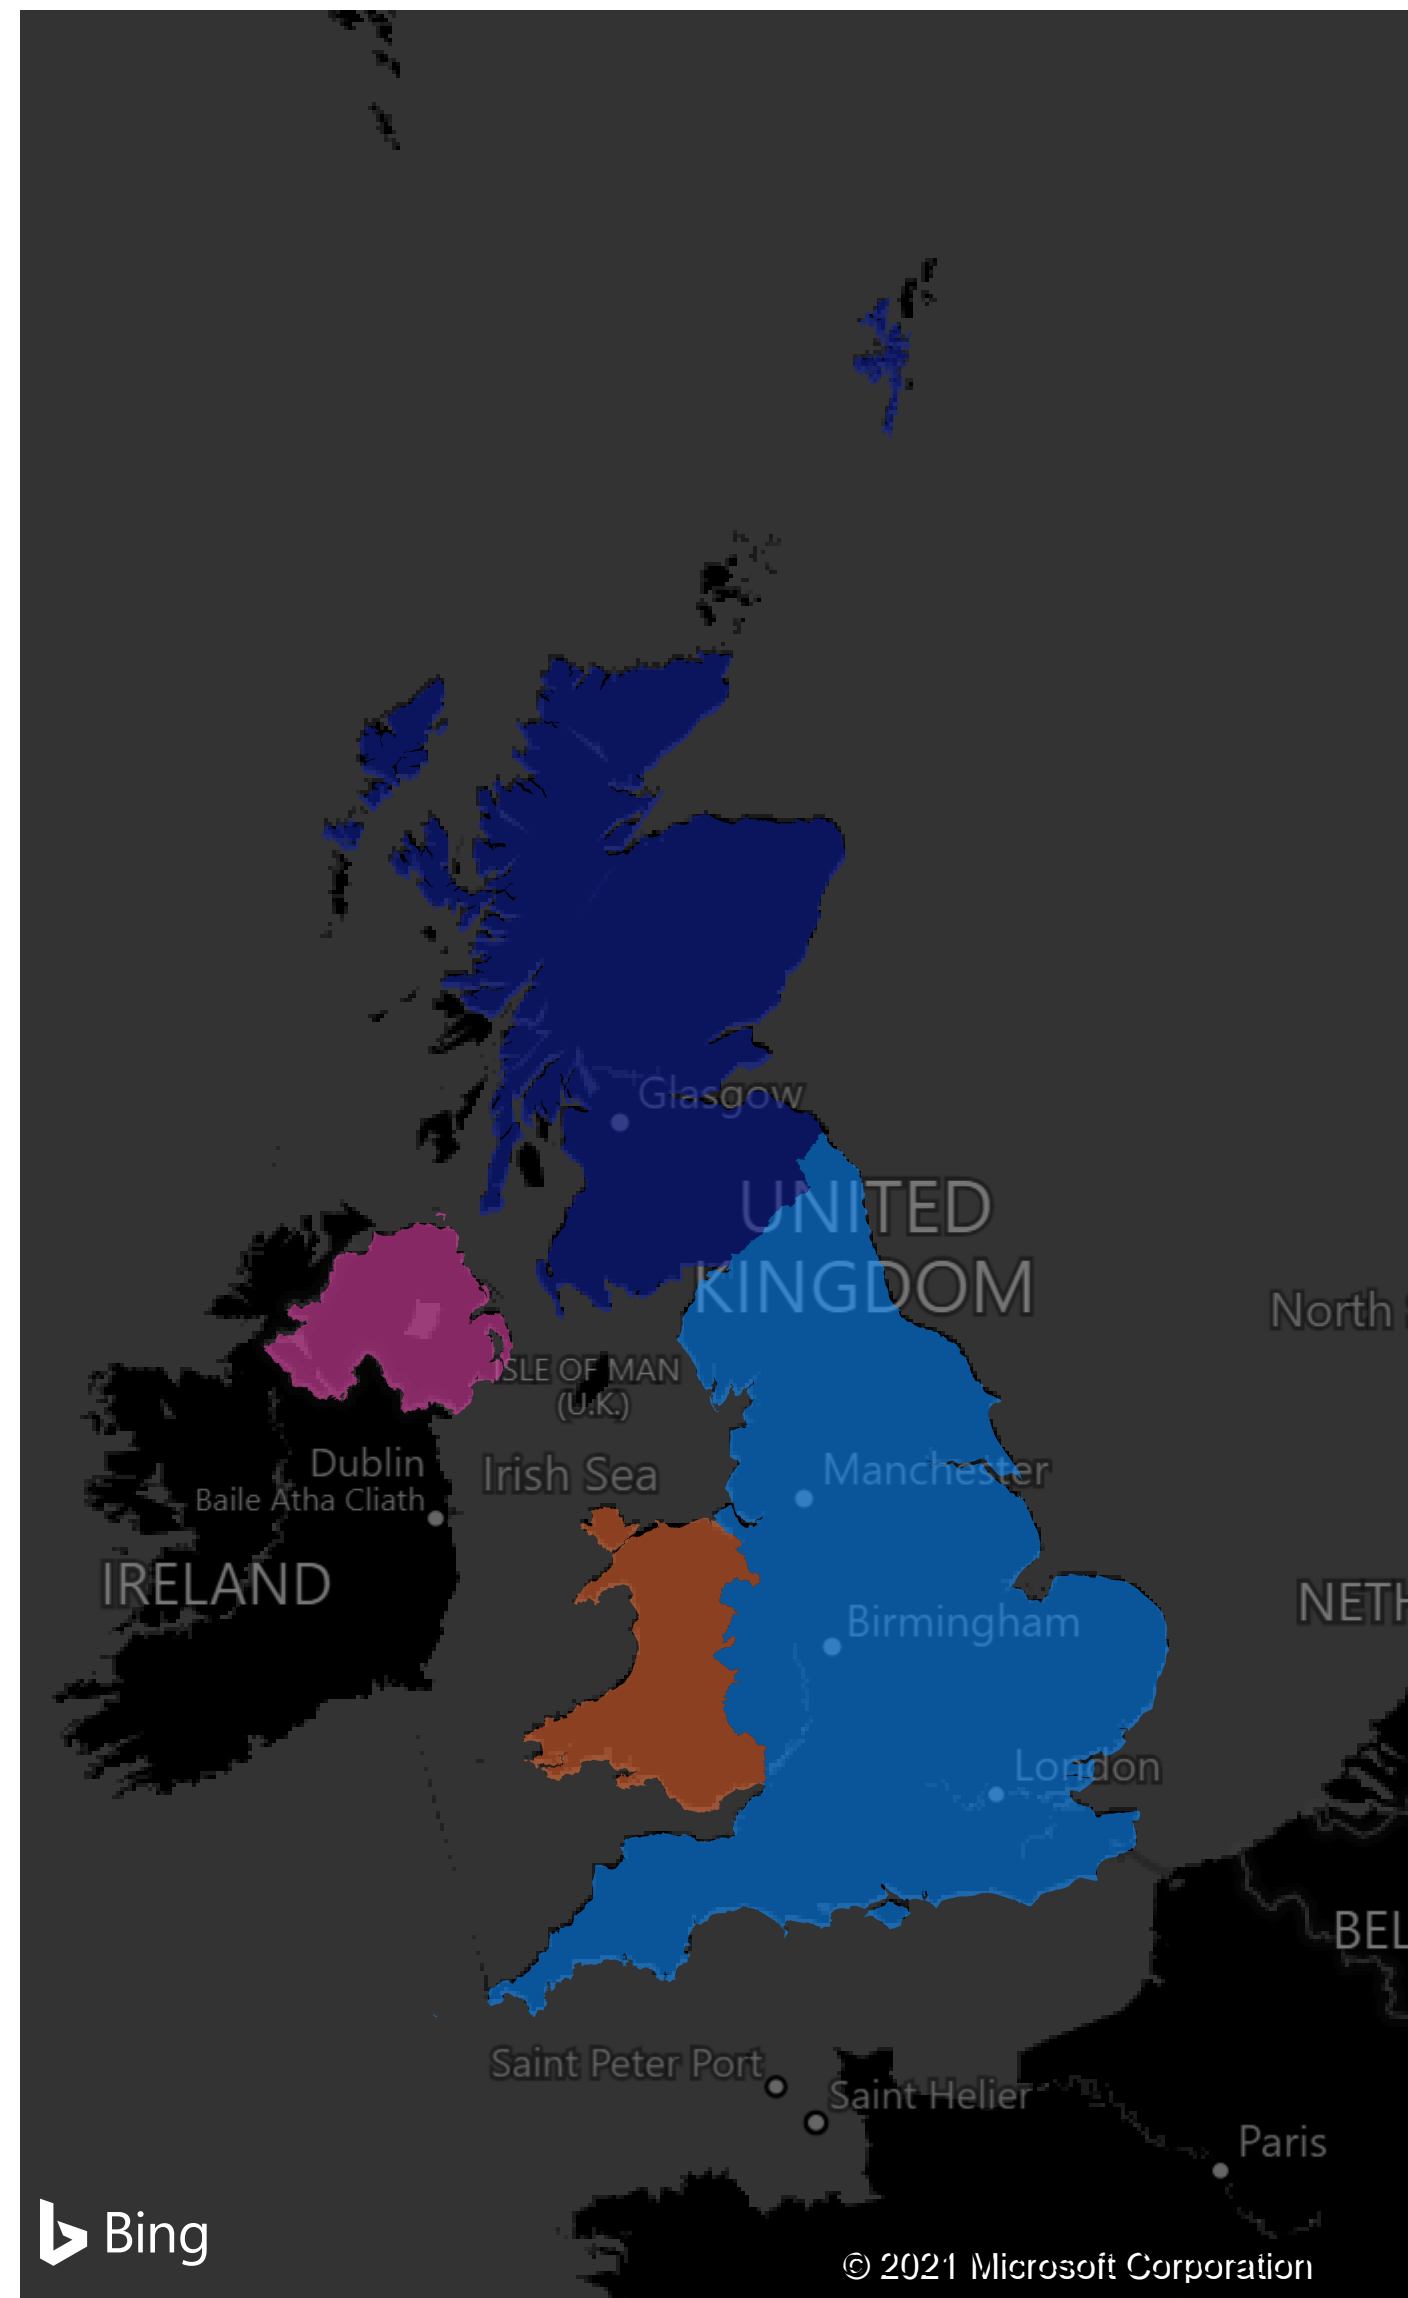 Glasgow
UNITED
KINGDOM
North
ISLE OF MAN
(U.K.)
Dublin
Baile Atha Cliath
Irish Sea
Manchester
IRELAND
NETH
Birmingham
London
BEL
Saint Peter Port
Saint Helier
Paris
Bing
© 2021 Microsoft Corporation